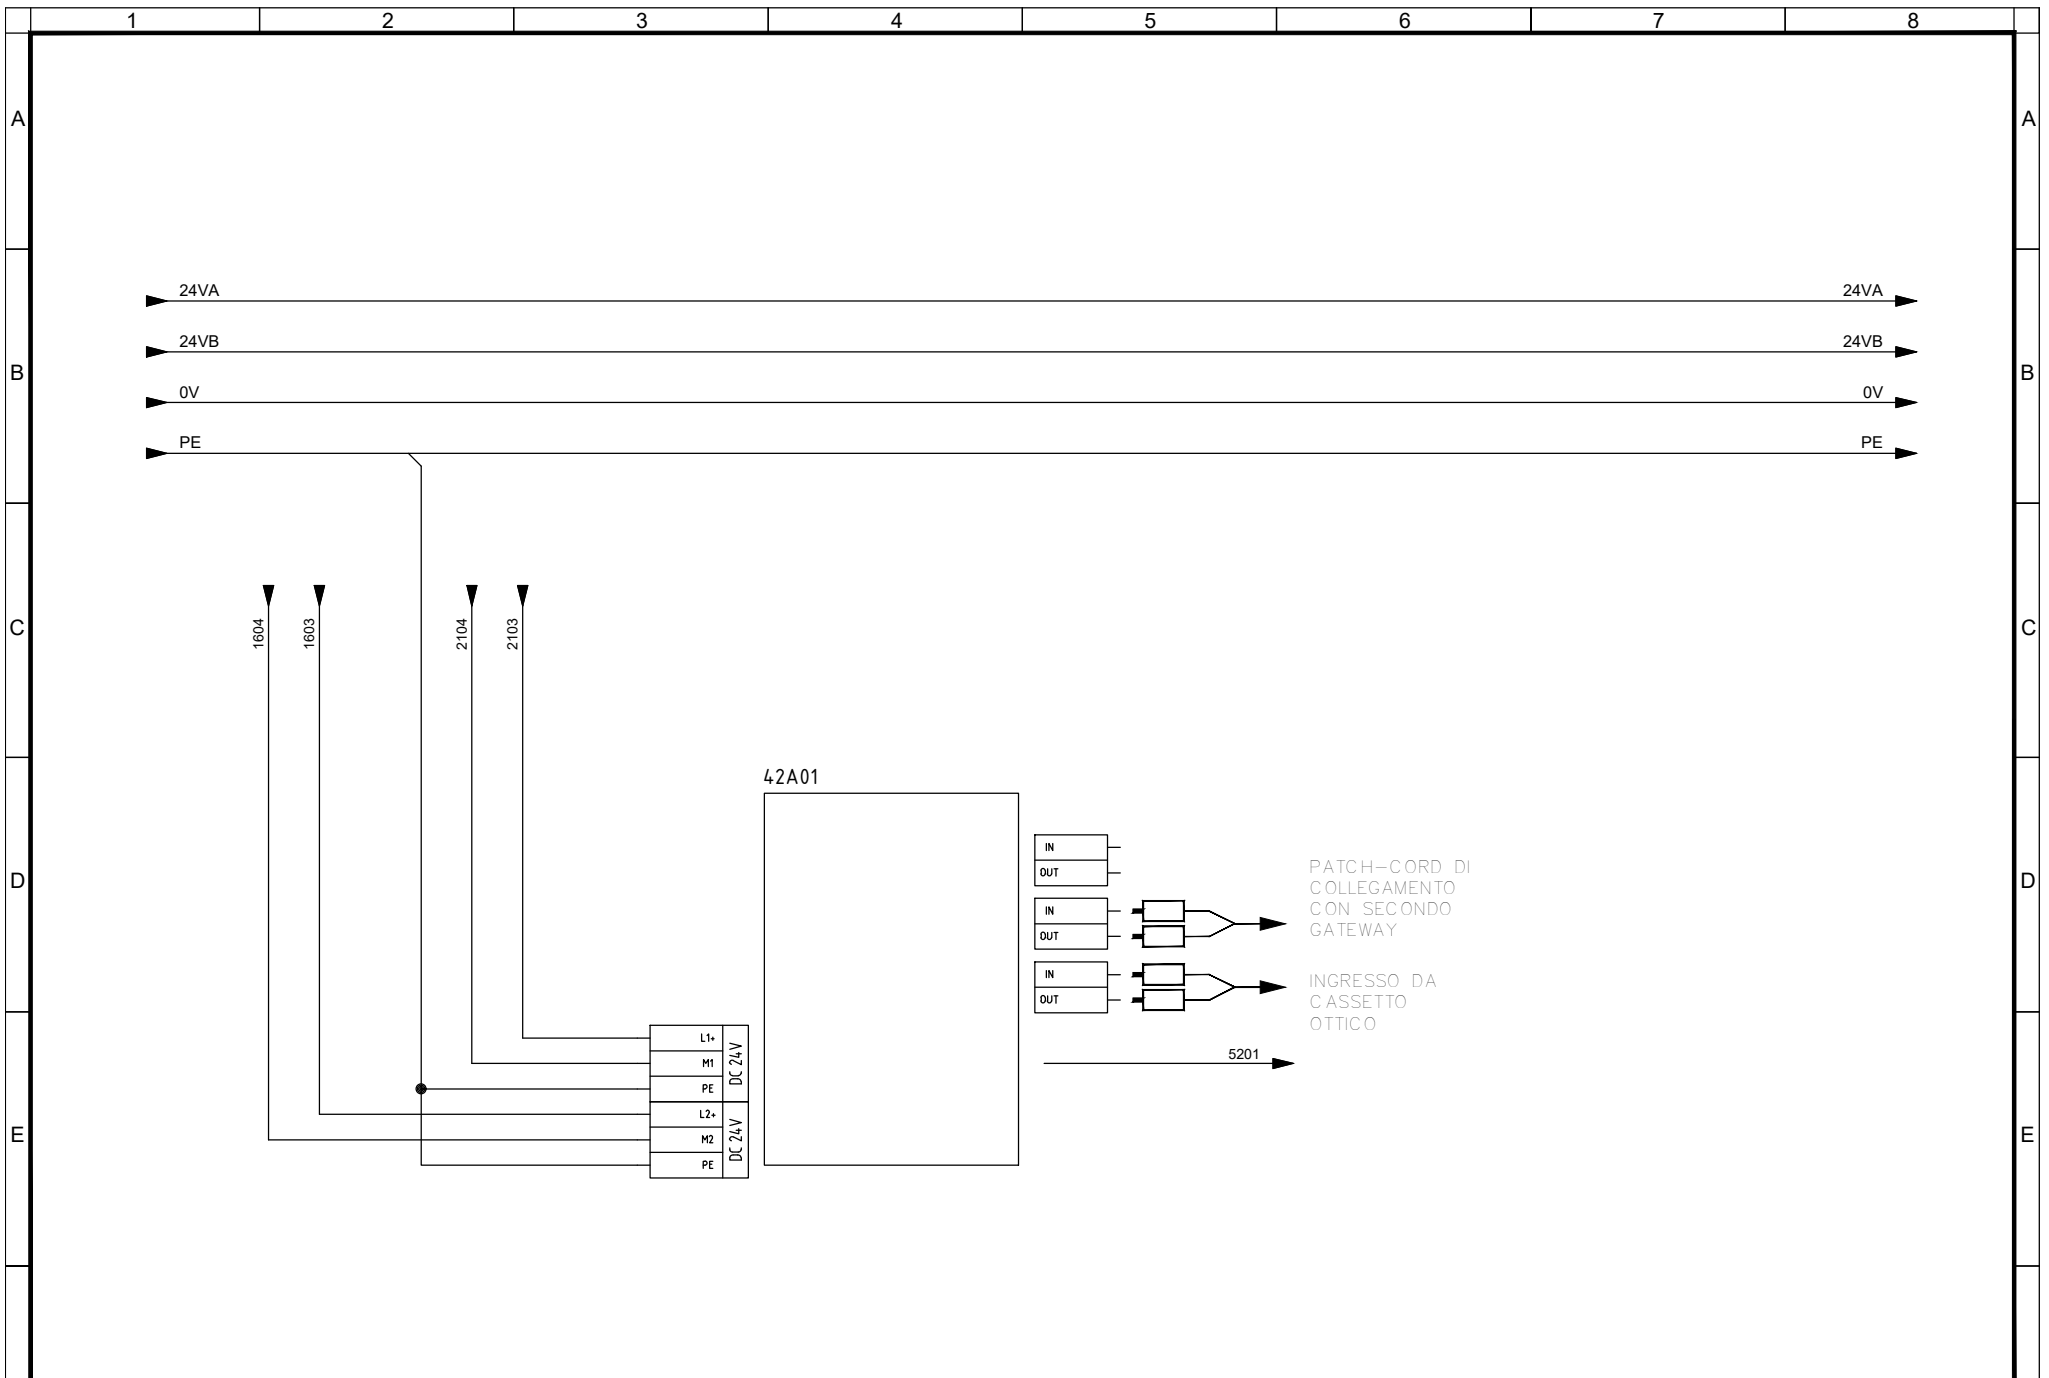 1 2 3 4 5 6 7 8
A A
24VA 24VA
24VB 24VB
B B
0V 0V
PE PE
1604 1603 2104 2103
C C
42A01
IN
OUT
D D
PATCH-CORD DI
COLLEGAMENTO
CON SECONDO
GATEWAY
IN
OUT
IN
OUT
INGRESSO DA
CASSETTO
OTTICO
5201
L1+
M1
PE
DC 24V
L2+
M2
PE
DC 24V
E E